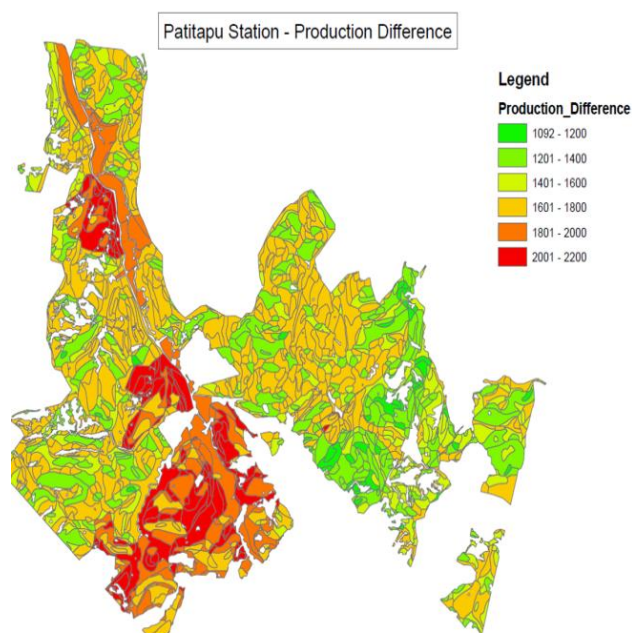 Patitapu Station - Production Difference
Legend
Production_Difference
1092 - 1200
1201 - 1400
1401 - 1600
1601 - 1800
1801 - 2000
2001 - 2200